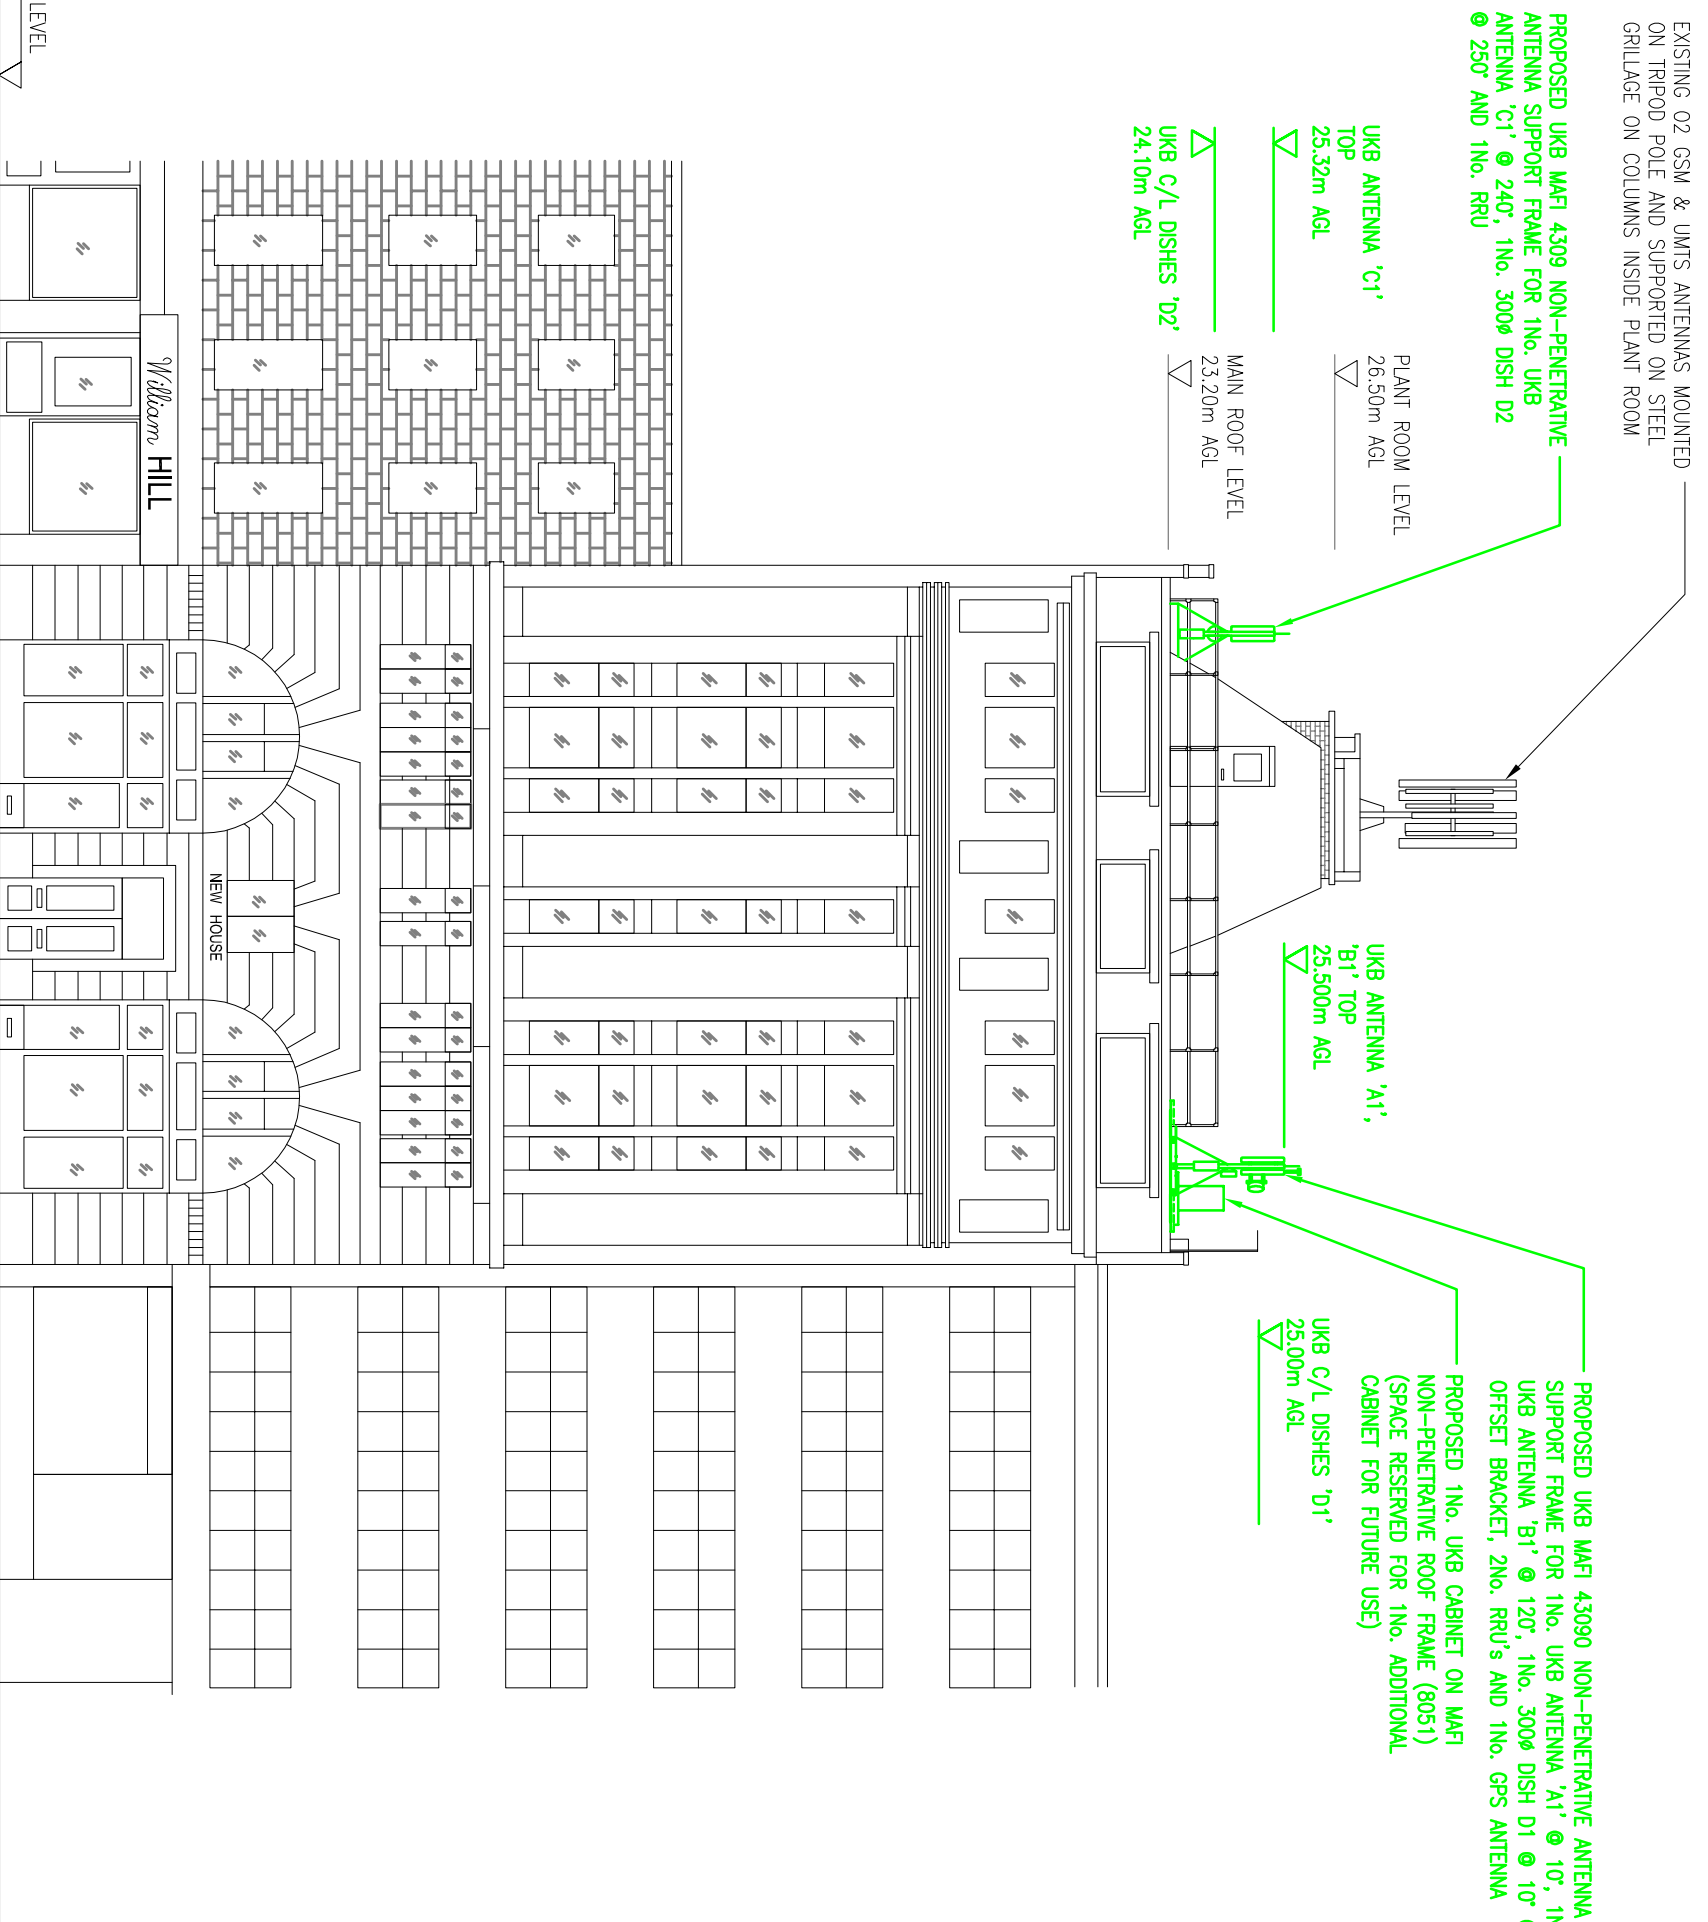 EXISTING O2 GSM & UMTS ANTENNAS MOUNTED
ON TRIPOD POLE AND SUPPORTED ON STEEL
GRILLAGE ON COLUMNS INSIDE PLANT ROOM
PROPOSED UKB MAFI 4309 NON-PENETRATIVE
ANTENNA SUPPORT FRAME FOR 1No. UKB
ANTENNA 'C1' @ 240°, 1No. 300ø DISH D2
@ 250° AND 1No. RRU
UKB ANTENNA 'C1'
TOP
25.32m AGL
UKB C/L DISHES 'D2'
24.10m AGL
PLANT ROOM LEVEL
26.50m AGL
MAIN ROOF LEVEL
23.20m AGL
UKB ANTENNA 'A1',
'B1' TOP
25.500m AGL
PROPOSED UKB MAFI 43090 NON-PENETRATIVE ANTENNA
SUPPORT FRAME FOR 1No. UKB ANTENNA 'A1' @ 10°, 1N
UKB ANTENNA 'B1' @ 120°, 1No. 300ø DISH D1 @ 10°
OFFSET BRACKET, 2No. RRU's AND 1No. GPS ANTENNA
PROPOSED 1No. UKB CABINET ON MAFI
NON-PENETRATIVE ROOF FRAME (8051)
(SPACE RESERVED FOR 1No. ADDITIONAL
CABINET FOR FUTURE USE)
UKB C/L DISHES 'D1'
25.00m AGL
William HILL
NEW HOUSE
LEVEL